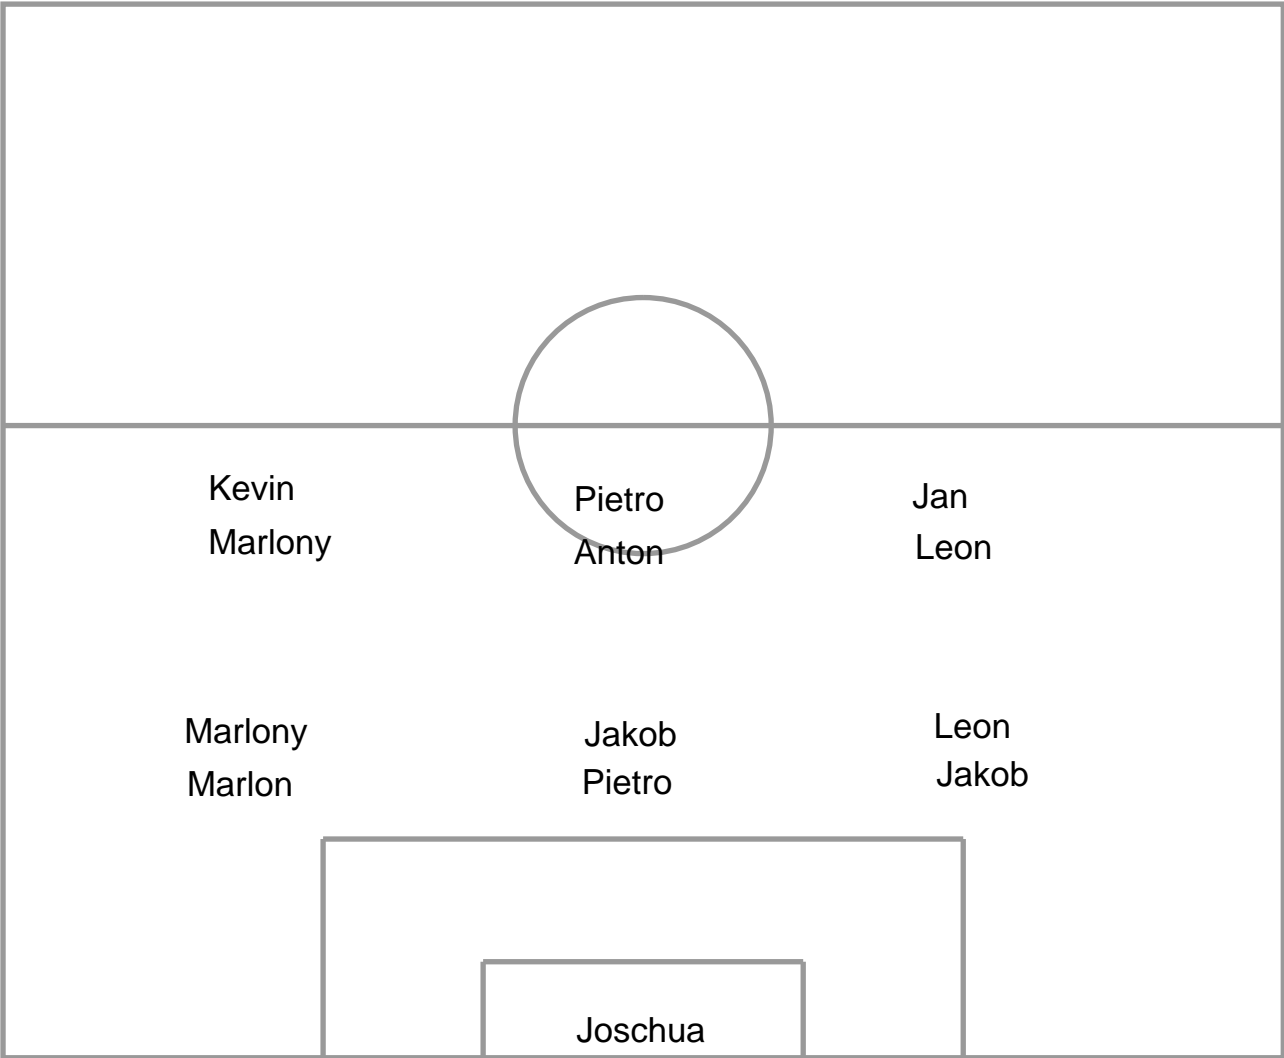 Kevin
Marlony
Pietro
Anton
Jan
Leon
Marlony
Marlon
Jakob
Pietro
Leon
Jakob
Joschua